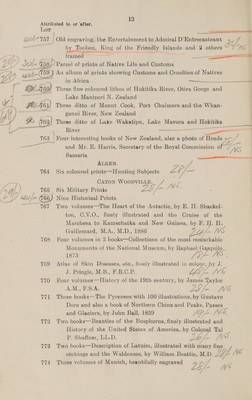 12
Attributed to or after.
LOT
757 Old engraving, the Entertainment to Admiral D'Entrecasteaux
by Toubou, King of the Friendly Islands and 2 others
framed
758 Parcel of prints of Native Life and Customs
759 An album of prints showing Customs and Cruelties of Natives
in Africa
760 Three fine coloured lithos of Hokitika River, Otira Gorge and
Lake Manitori N. Zealand
761 Three ditto of Mount Cook, Port Chalmers and the Whan-
ganui River, New Zealand
762 Three ditto of Lake Wakatipu, Lake Mavora and Hokitika
River
763 Four interesting books of New Zealand, also a photo of Heads
and Mr. E. Harris, Secretary of the Royal Commission of
Samaria
ALKEN.
764 Six coloured prints—Hunting Subjects
CATON WOODVILLE.
765 Six Military Prints
766 Nine Historical Prints
767 Two volumes—The Heart of the Antarctic, by E. H. Shackel-
ton, C.V.O., finely illustrated and the Cruise of the
Marchesa to Kamschatka and New Guinea, by F. H. H.
Guillemard, M.A., M.D., 1886
768 Four volumes in 2 books—Collections of the most remarkable
Monuments of the National Museum, by Raphael Gargiulo,
1873
769 Atlas of Skin Diseases, etc., finely illustrated in colour, by J.
J. Pringle, M.B., F.R.C.P.
770 Four volumes—History of the 19th century, by James Taylor
A.M., F.S.A.
771 Three books—The Pyrenees with 100 illustrations, by Gustave
Dore and also a book of Northern China and Peaks, Passes
and Glaciers, by John Ball, 1859
772 Two books—Beauties of the Bosphorus, finely illustrated and
History of the United States of America, by Colonel Tal
P. Shaffner, LL.D.
773 Two books—Description of Latium, illustrated with many fine
etchings and the Waldenses, by William Beattie, M.D.
774 Three volumes of Munich, beautifully engraved